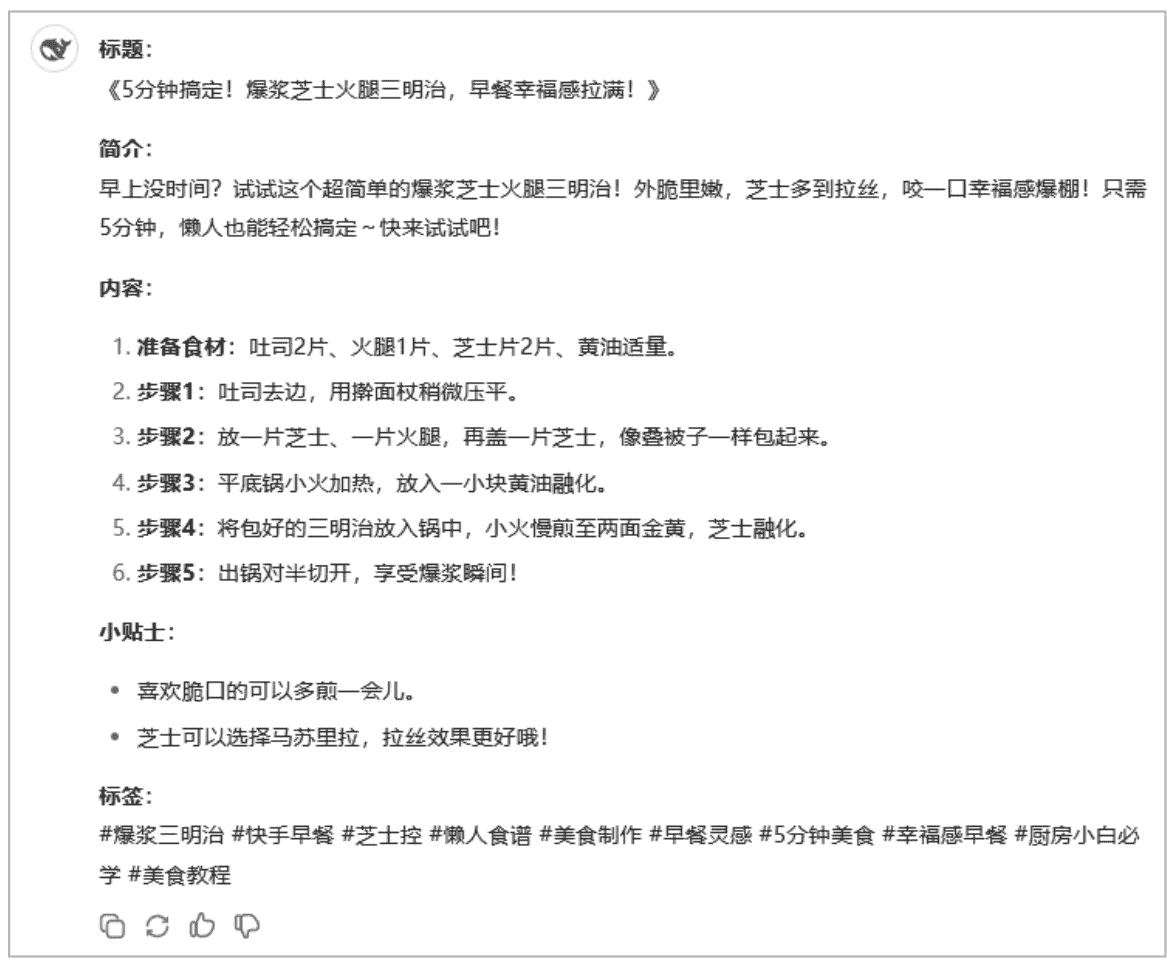 标题：
《5分钟搞定！爆浆芝士火腿三明治，早餐幸福感拉满！》
简介：
早上没时间？试试这个超简单的爆浆芝士火腿三明治！外脆里嫩，芝士多到拉丝，咬一口幸福感爆棚！只需
5分钟，懒人也能轻松搞定～快来试试吧！
内容：
1. 准备食材：吐司2片、火腿1片、芝士片2片、黄油适量。
2. 步骤1：吐司去边，用擀面杖稍微压平。
3. 步骤2：放一片芝士、一片火腿，再盖一片芝士，像叠被子一样包起来。
4. 步骤3：平底锅小火加热，放入一小块黄油融化。
5. 步骤4：将包好的三明治放入锅中，小火慢煎至两面金黄，芝士融化。
6. 步骤5：出锅对半切开，享受爆浆瞬间！
小贴士：
• 喜欢脆口的可以多煎一会儿。
• 芝士可以选择马苏里拉，拉丝效果更好哦！
标签：
#爆浆三明治 #快手早餐 #芝士控 #懒人食谱 #美食制作 #早餐灵感 #5分钟美食 #幸福感早餐 #厨房小白必
学 #美食教程